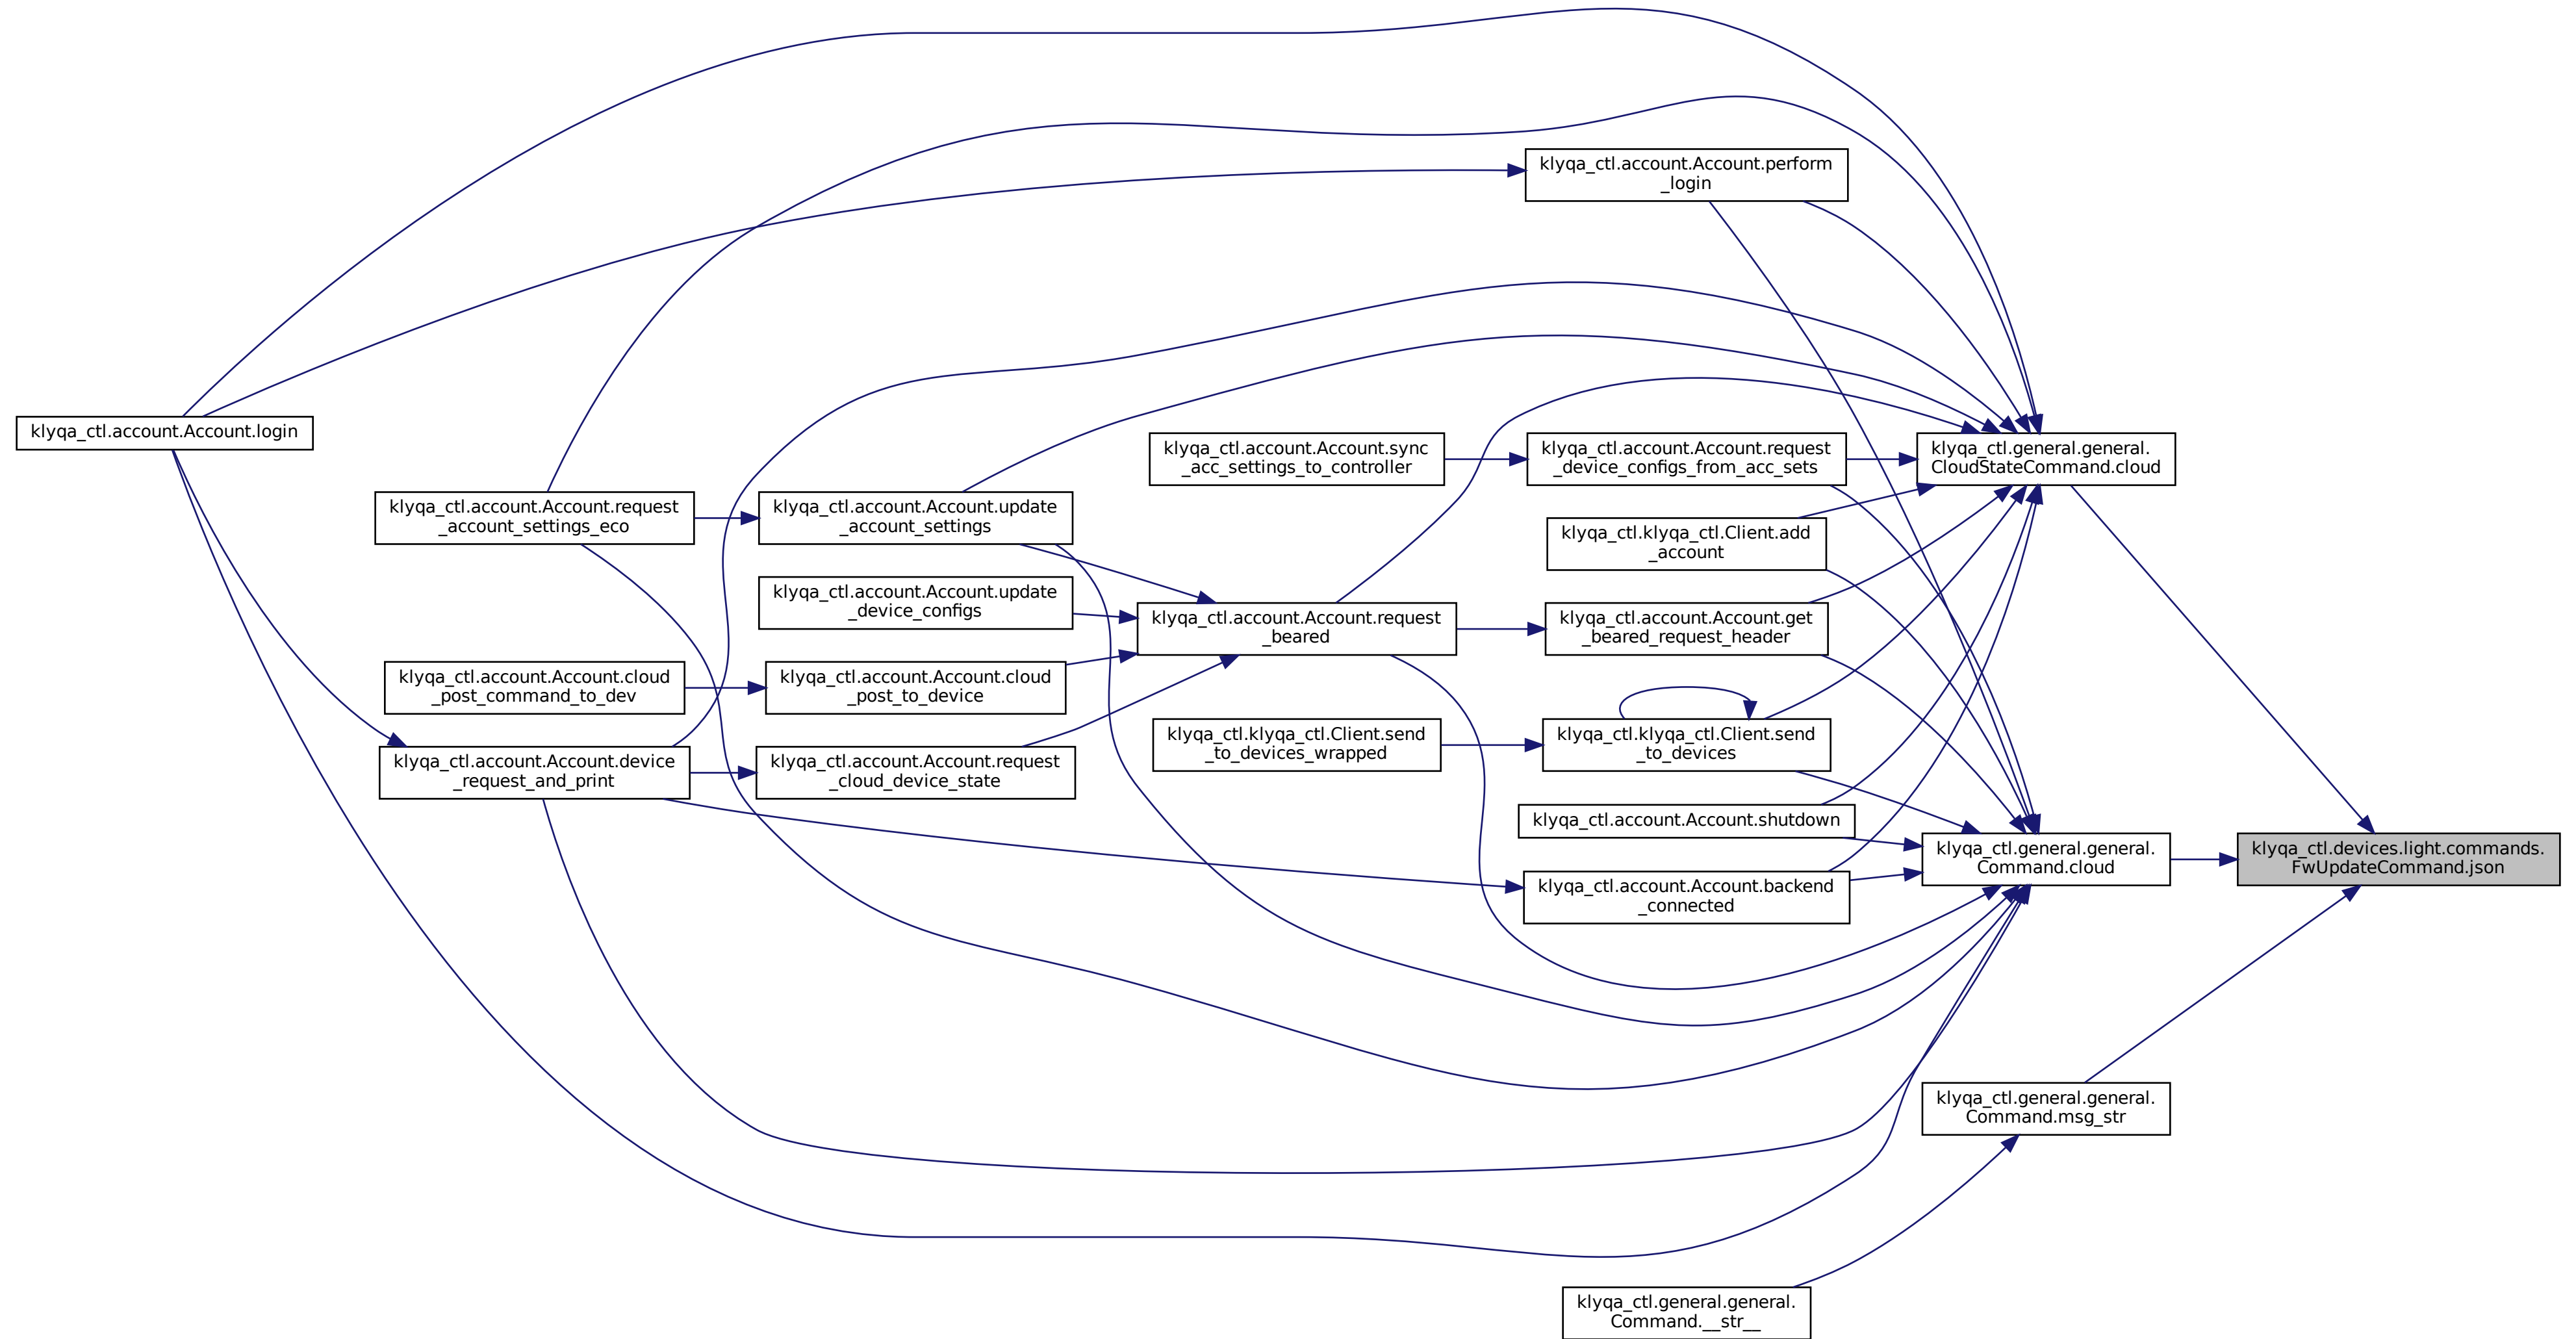 klyqa_ctl.account.Account.perform
_login
klyqa_ctl.account.Account.login
klyqa_ctl.account.Account.sync
_acc_settings_to_controller
klyqa_ctl.account.Account.request
_device_configs_from_acc_sets
klyqa_ctl.general.general.
CloudStateCommand.cloud
klyqa_ctl.account.Account.request
_account_settings_eco
klyqa_ctl.account.Account.update
_account_settings
klyqa_ctl.klyqa_ctl.Client.add
_account
klyqa_ctl.account.Account.update
_device_configs
klyqa_ctl.account.Account.request
_beared
klyqa_ctl.account.Account.get
_beared_request_header
klyqa_ctl.account.Account.cloud
_post_command_to_dev
klyqa_ctl.account.Account.cloud
_post_to_device
klyqa_ctl.klyqa_ctl.Client.send
_to_devices_wrapped
klyqa_ctl.klyqa_ctl.Client.send
_to_devices
klyqa_ctl.account.Account.device
_request_and_print
klyqa_ctl.account.Account.request
_cloud_device_state
klyqa_ctl.account.Account.shutdown
klyqa_ctl.general.general.
Command.cloud
klyqa_ctl.devices.light.commands.
FwUpdateCommand.json
klyqa_ctl.account.Account.backend
_connected
klyqa_ctl.general.general.
Command.msg_str
klyqa_ctl.general.general.
Command.__str__